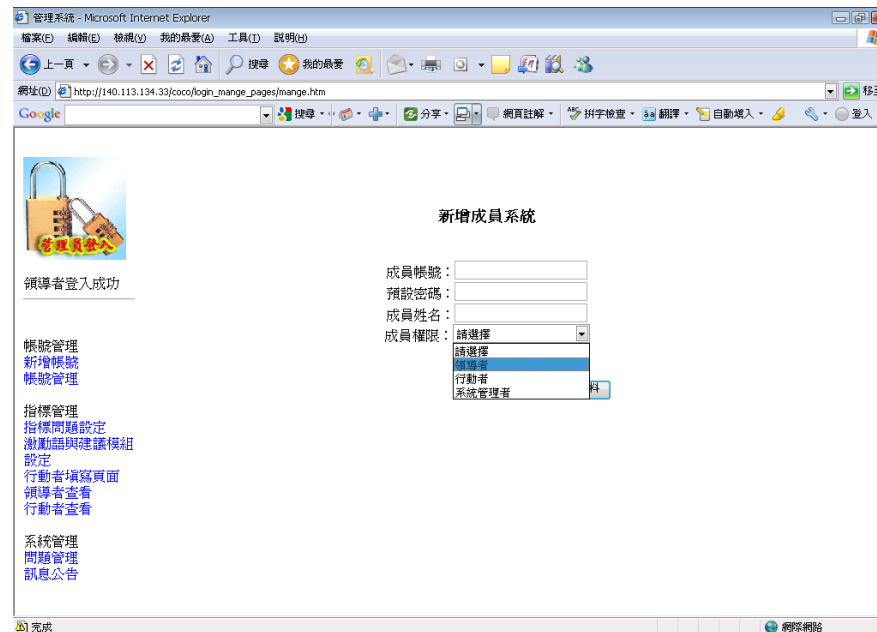 管理系統 - Microsoft Internet Explorer
檔案(F) 編輯(E) 檢視(V) 我的最愛(A) 工具(T) 說明(H)
上一頁 搜尋 我的最愛
網址(D) http://140.113.134.33/coco/login_mange_pages/mange.htm 移至
Google 搜尋 分享 網頁註解 拼字檢查 翻譯 自動填入 登入
管理員登入
新增成員系統
領導者登入成功
成員帳號：
預設密碼：
成員姓名：
成員權限： 請選擇
請選擇
領導者
行動者
系統管理者
料
帳號管理
新增帳號
帳號管理
指標管理
指標問題設定
激勵語與建議模組
設定
行動者填寫頁面
領導者查看
行動者查看
系統管理
問題管理
訊息公告
完成 網際網路